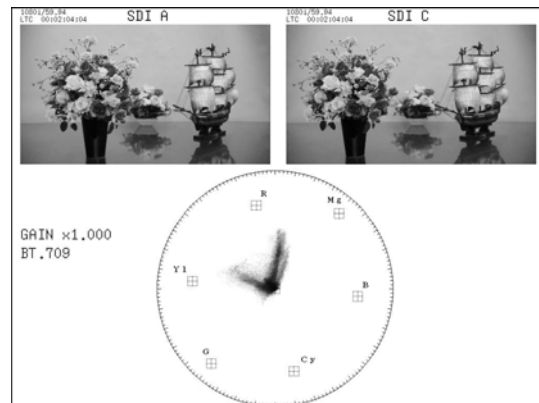 1080i/59.94 SDI A
LTC 00:02:04:04
1080i/59.94 SDI C
LTC 00:02:04:04
R
Mg
GAIN x1.000
BT.709
Yl
B
G
Cy